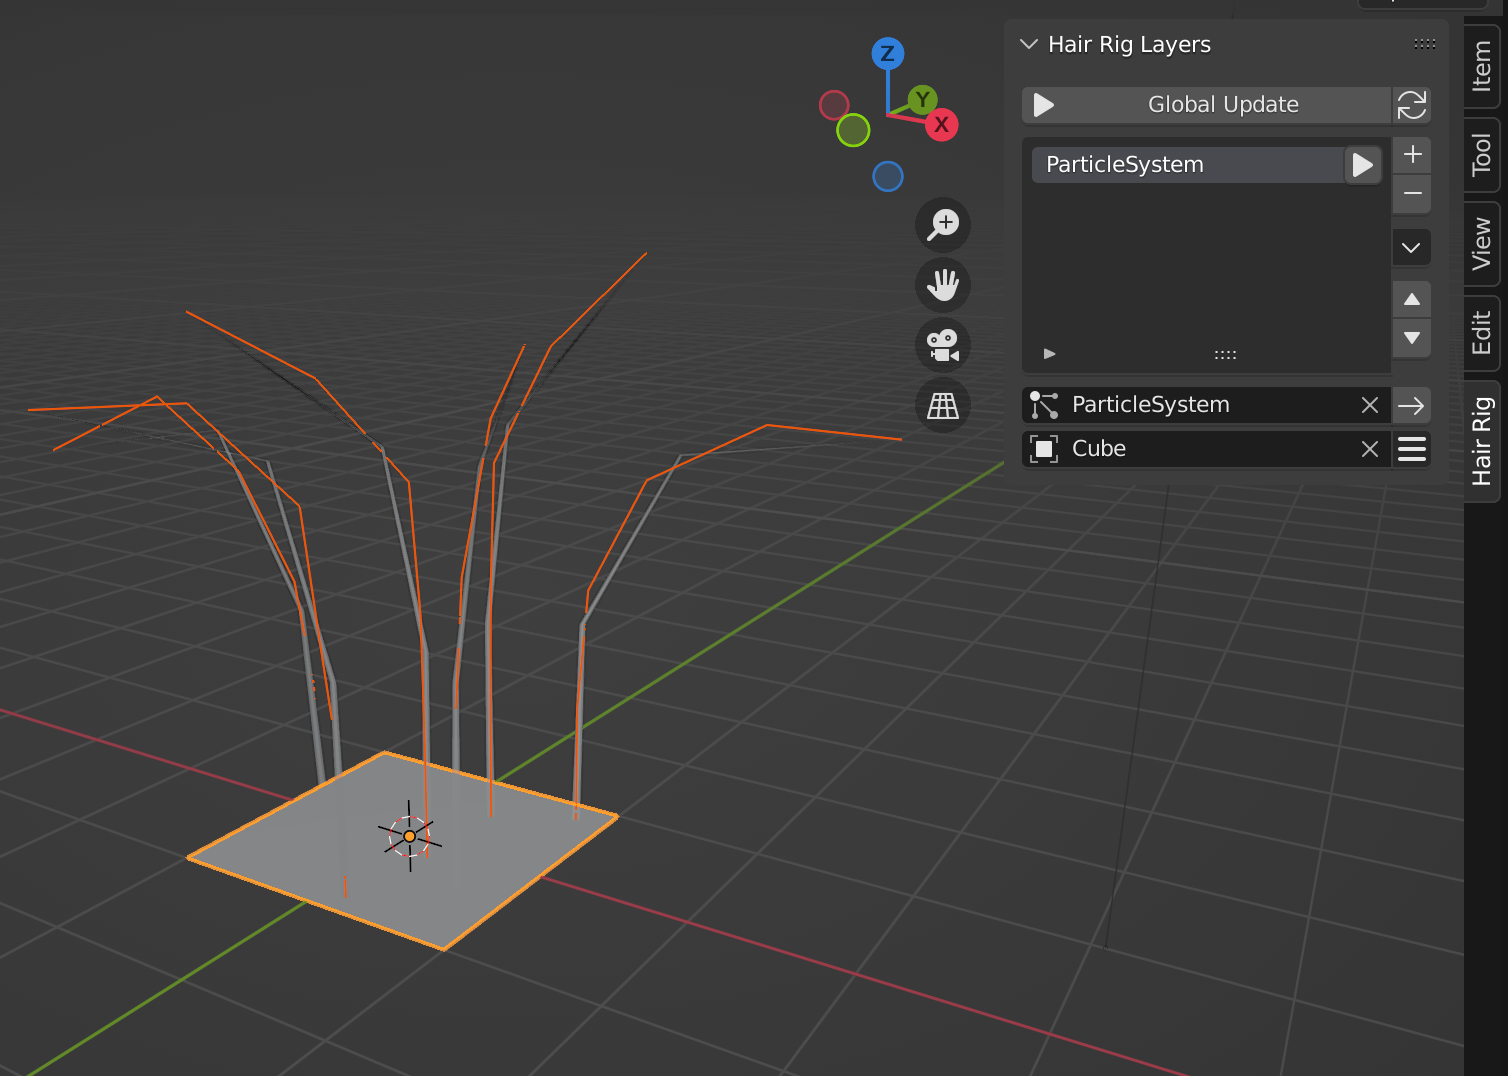 Hair Rig Layers
Global Update
ParticleSystem
ParticleSystem
Cube
Item
Tool
View
Edit
Hair Rig
Z
Y
X